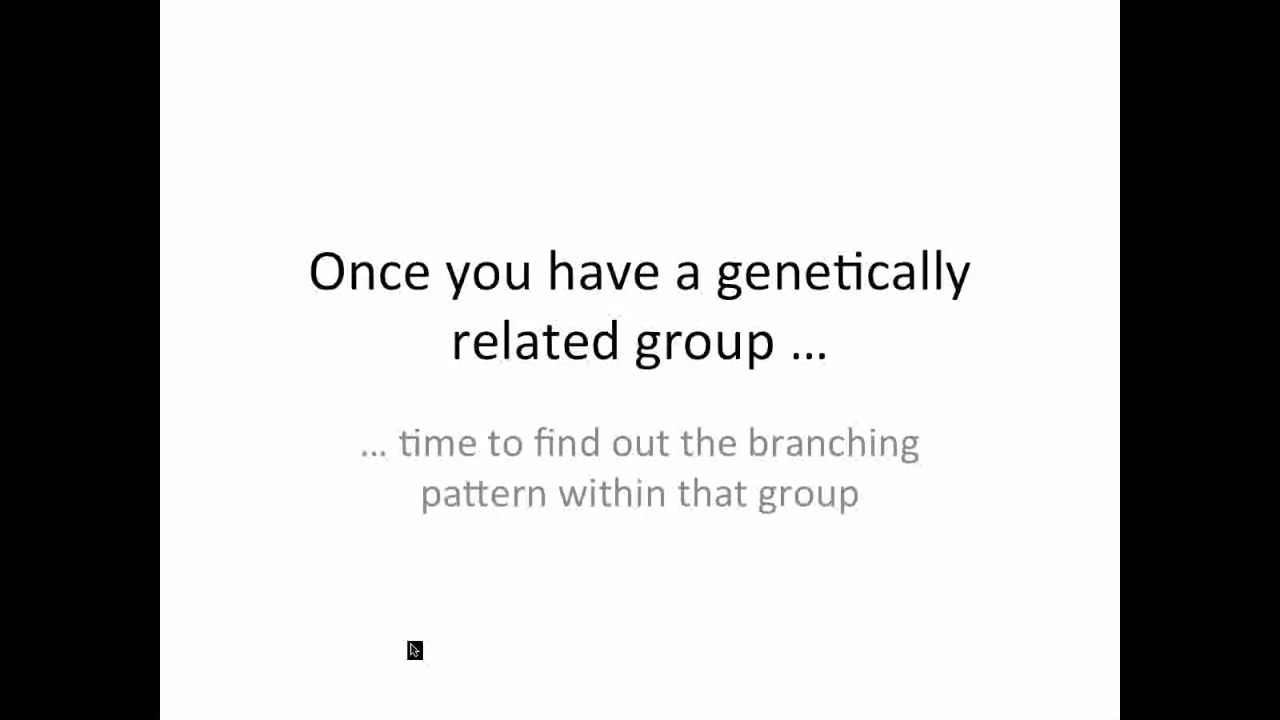 Once you have a genetically
related group ...
... time to find out the branching
pattern within that group